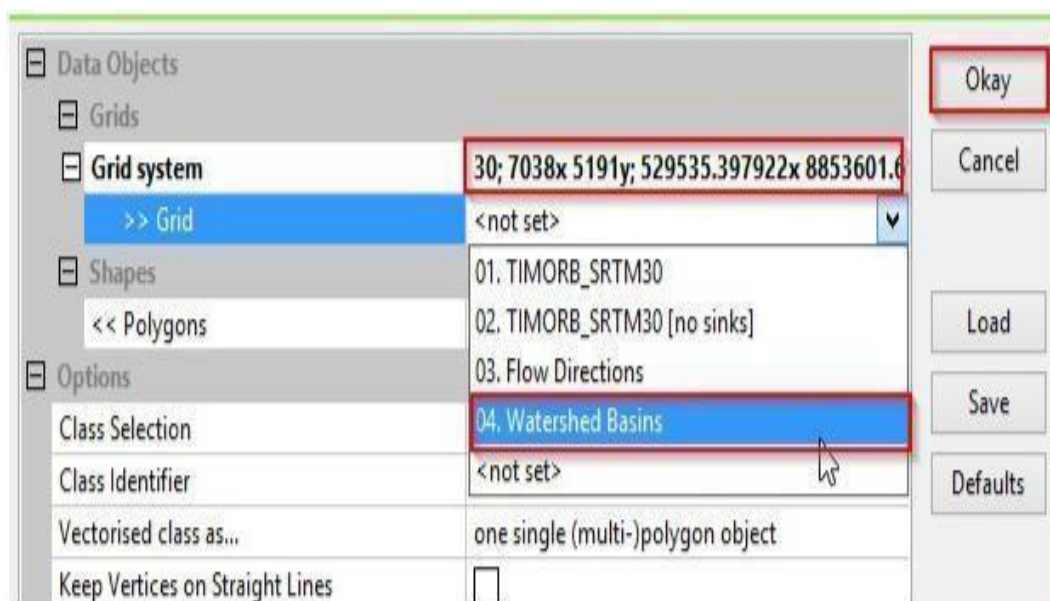 Data Objects
Grids
Grid system
30; 7038x 5191y; 529535.397922x 8853601.6
>> Grid
<not set>
01. TIMORB_SRTM30
02. TIMORB_SRTM30 [no sinks]
03. Flow Directions
04. Watershed Basins
<not set>
Shapes
<< Polygons
Options
Class Selection
Class Identifier
Vectorised class as...
one single (multi-)polygon object
Keep Vertices on Straight Lines
Okay
Cancel
Load
Save
Defaults